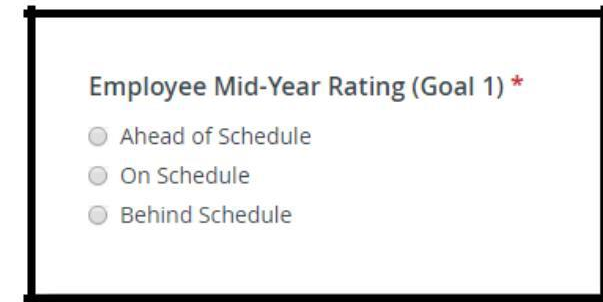 Employee Mid-Year Rating (Goal 1) *
Ahead of Schedule
On Schedule
Behind Schedule